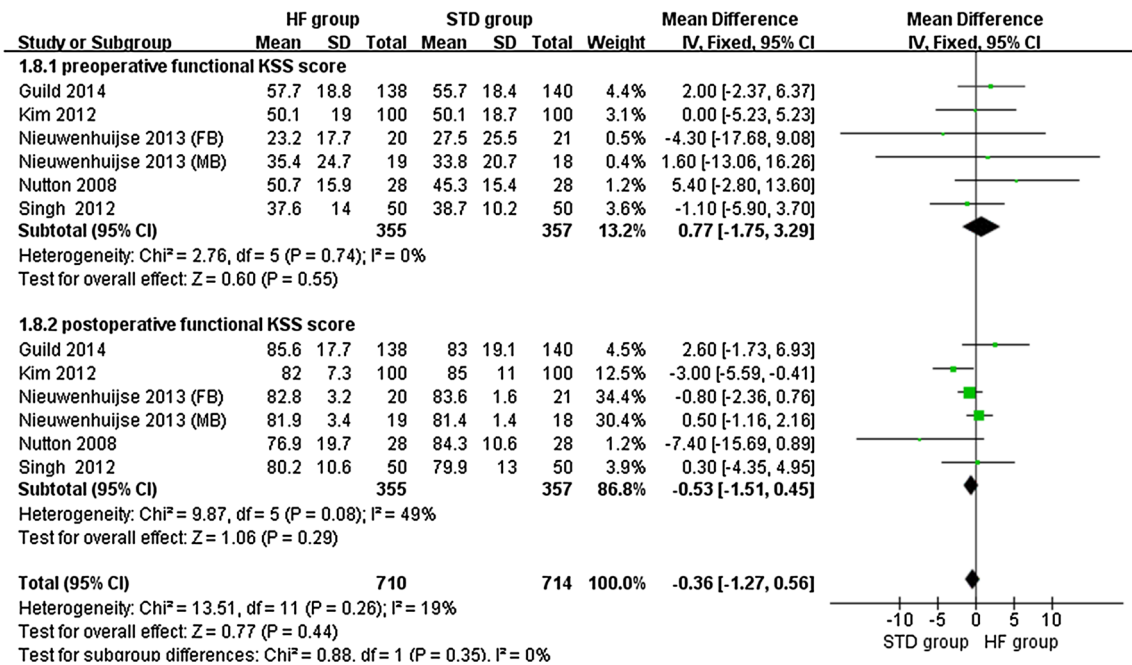 HF group STD group Mean Difference Mean Difference
Study or Subgroup Mean SD Total Mean SD Total Weight IV, Fixed, 95% CI IV, Fixed, 95% CI
1.8.1 preoperative functional KSS score
Guild 2014 57.7 18.8 138 55.7 18.4 140 4.4% 2.00 [-2.37, 6.37]
Kim 2012 50.1 19 100 50.1 18.7 100 3.1% 0.00 [-5.23, 5.23]
Nieuwenhuijse 2013 (FB) 23.2 17.7 20 27.5 25.5 21 0.5% -4.30 [-17.68, 9.08]
Nieuwenhuijse 2013 (MB) 35.4 24.7 19 33.8 20.7 18 0.4% 1.60 [-13.06, 16.26]
Nutton 2008 50.7 15.9 28 45.3 15.4 28 1.2% 5.40 [-2.80, 13.60]
Singh 2012 37.6 14 50 38.7 10.2 50 3.6% -1.10 [-5.90, 3.70]
Subtotal (95% CI) 355 357 13.2% 0.77 [-1.75, 3.29]
Heterogeneity: Chi² = 2.76, df = 5 (P = 0.74); I² = 0%
Test for overall effect: Z = 0.60 (P = 0.55)
1.8.2 postoperative functional KSS score
Guild 2014 85.6 17.7 138 83 19.1 140 4.5% 2.60 [-1.73, 6.93]
Kim 2012 82 7.3 100 85 11 100 12.5% -3.00 [-5.59, -0.41]
Nieuwenhuijse 2013 (FB) 82.8 3.2 20 83.6 1.6 21 34.4% -0.80 [-2.36, 0.76]
Nieuwenhuijse 2013 (MB) 81.9 3.4 19 81.4 1.4 18 30.4% 0.50 [-1.16, 2.16]
Nutton 2008 76.9 19.7 28 84.3 10.6 28 1.2% -7.40 [-15.69, 0.89]
Singh 2012 80.2 10.6 50 79.9 13 50 3.9% 0.30 [-4.35, 4.95]
Subtotal (95% CI) 355 357 86.8% -0.53 [-1.51, 0.45]
Heterogeneity: Chi² = 9.87, df = 5 (P = 0.08); I² = 49%
Test for overall effect: Z = 1.06 (P = 0.29)
Total (95% CI) 710 714 100.0% -0.36 [-1.27, 0.56]
Heterogeneity: Chi² = 13.51, df = 11 (P = 0.26); I² = 19%
Test for overall effect: Z = 0.77 (P = 0.44)
Test for subgroup differences: Chi² = 0.88, df = 1 (P = 0.35), I² = 0%
-10 -5 0 5 10
STD group HF group